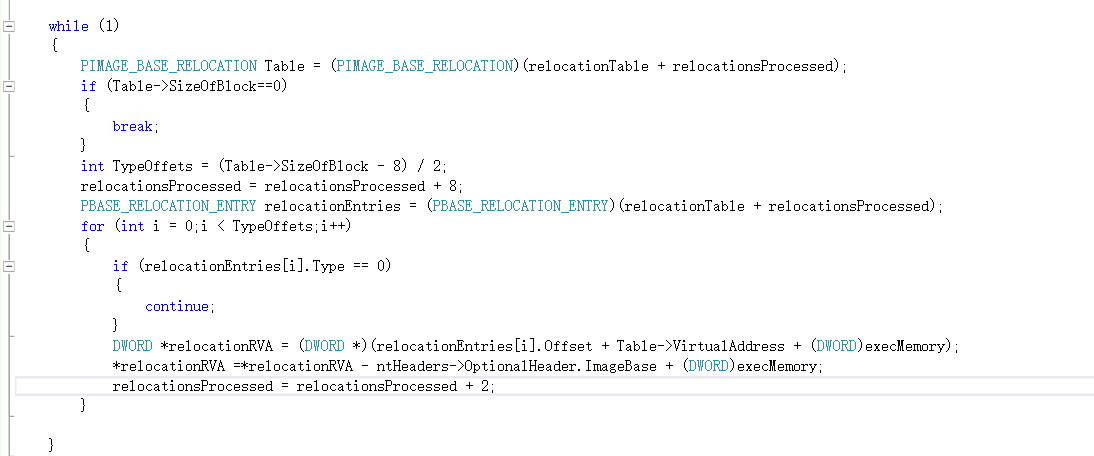 while (1)
{
PIMAGE_BASE_RELOCATION Table = (PIMAGE_BASE_RELOCATION)(relocationTable + relocationsProcessed);
if (Table->SizeOfBlock==0)
{
break;
}
int TypeOffets = (Table->SizeOfBlock - 8) / 2;
relocationsProcessed = relocationsProcessed + 8;
PBASE_RELOCATION_ENTRY relocationEntries = (PBASE_RELOCATION_ENTRY)(relocationTable + relocationsProcessed);
for (int i = 0;i < TypeOffets;i++)
{
if (relocationEntries[i].Type == 0)
{
continue;
}
DWORD *relocationRVA = (DWORD *)(relocationEntries[i].Offset + Table->VirtualAddress + (DWORD)execMemory);
*relocationRVA =*relocationRVA - ntHeaders->OptionalHeader.ImageBase + (DWORD)execMemory;
relocationsProcessed = relocationsProcessed + 2;
}
}